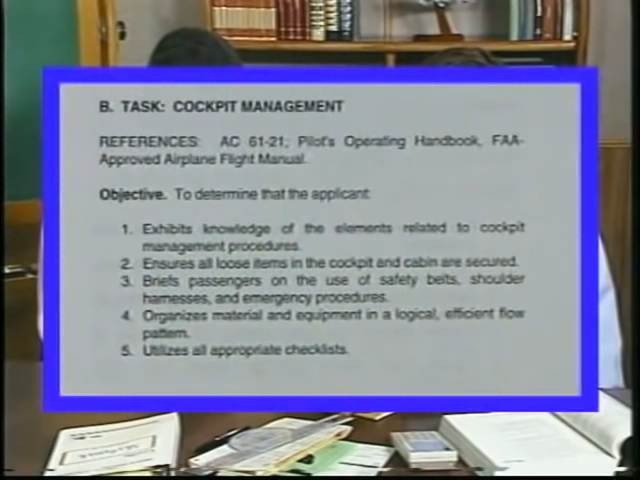 B. TASK: COCKPIT MANAGEMENT
REFERENCES: AC 61-21; Pilot's Operating Handbook, FAA-
Approved Airplane Flight Manual.
Objective. To determine that the applicant:
1. Exhibits knowledge of the elements related to cockpit
management procedures.
2. Ensures all loose items in the cockpit and cabin are secured.
3. Briefs passengers on the use of safety belts, shoulder
harnesses, and emergency procedures.
4. Organizes material and equipment in a logical, efficient flow
pattern.
5. Utilizes all appropriate checklists.